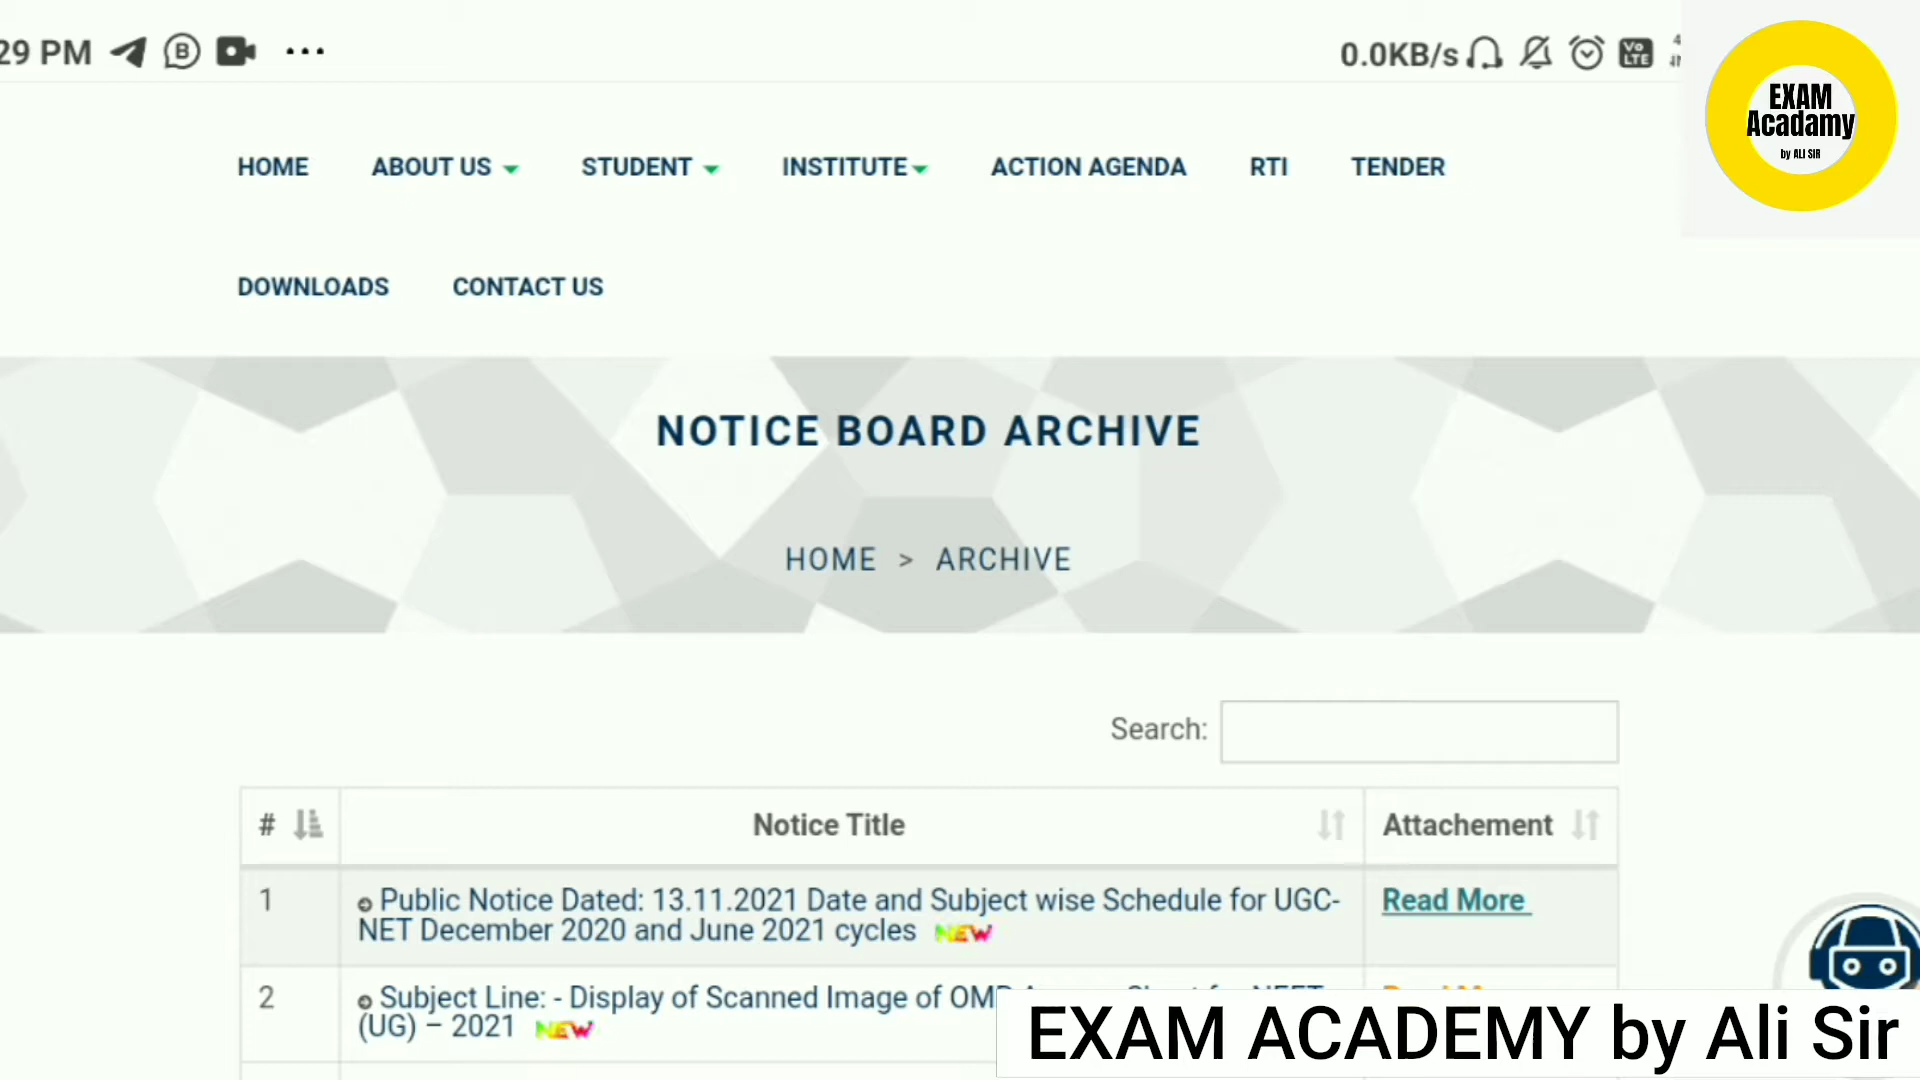 29 PM
0.0KB/s
Vo
LTE
EXAM
Acadamy
by ALI SIR
HOME ABOUT US STUDENT INSTITUTE ACTION AGENDA RTI TENDER
DOWNLOADS CONTACT US
NOTICE BOARD ARCHIVE
HOME > ARCHIVE
Search:
# Notice Title Attachement
1 Public Notice Dated: 13.11.2021 Date and Subject wise Schedule for UGC- Read More
NET December 2020 and June 2021 cycles NEW
2 Subject Line: - Display of Scanned Image of
(UG) – 2021 NEW
EXAM ACADEMY by Ali Sir